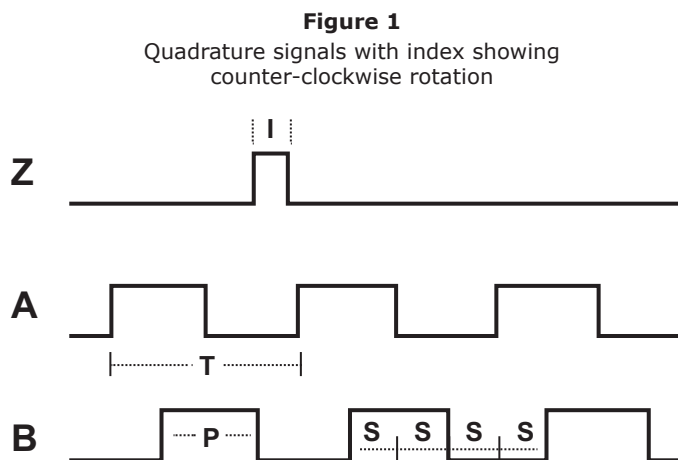 Figure 1
Quadrature signals with index showing
counter-clockwise rotation
I
Z
A
T
B
P
S S S S